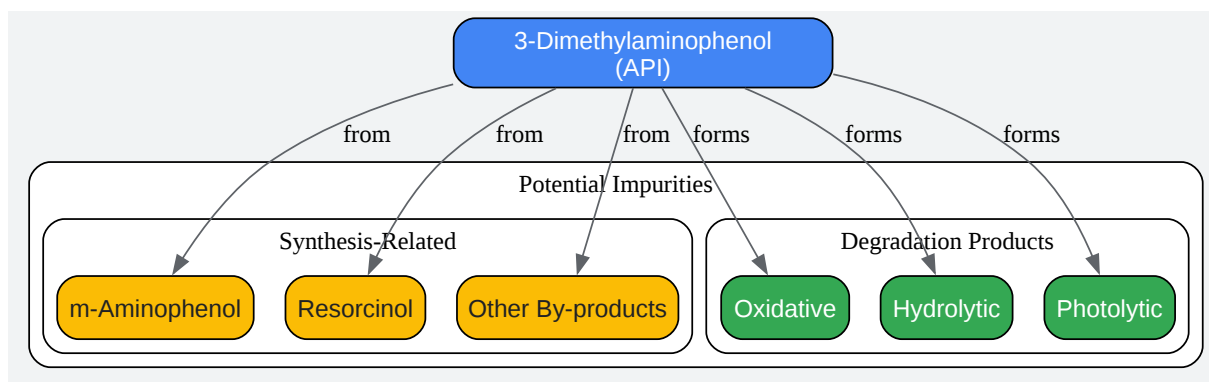 3-Dimethylaminophenol
(API)
from
from
from
forms
forms
forms
Potential Impurities
Synthesis-Related
Degradation Products
m-Aminophenol
Resorcinol
Other By-products
Oxidative
Hydrolytic
Photolytic